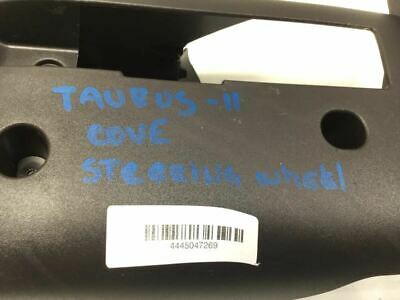 TAURUS-11
COVE
STEERING wheel
4445047269